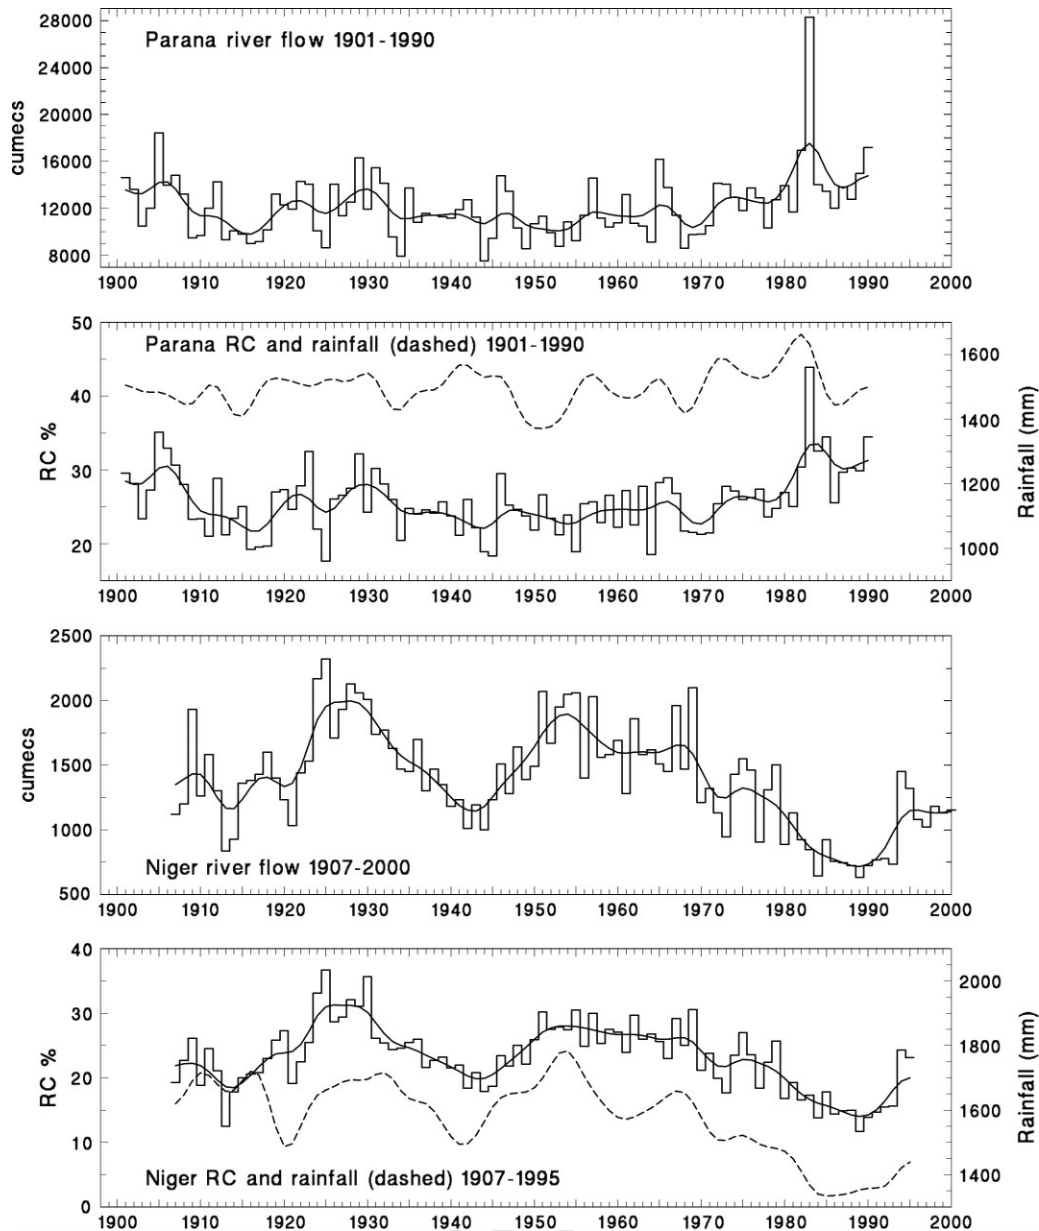 28000
24000
20000
16000
12000
8000
cumecs
Parana river flow 1901-1990
1900 1910 1920 1930 1940 1950 1960 1970 1980 1990 2000
50
40
30
20
RC %
Parana RC and rainfall (dashed) 1901-1990
1600
1400
1200
1000
Rainfall (mm)
1900 1910 1920 1930 1940 1950 1960 1970 1980 1990 2000
2500
2000
1500
1000
500
cumecs
Niger river flow 1907-2000
1900 1910 1920 1930 1940 1950 1960 1970 1980 1990 2000
40
30
20
10
0
RC %
Niger RC and rainfall (dashed) 1907-1995
2000
1800
1600
1400
Rainfall (mm)
1900 1910 1920 1930 1940 1950 1960 1970 1980 1990 2000